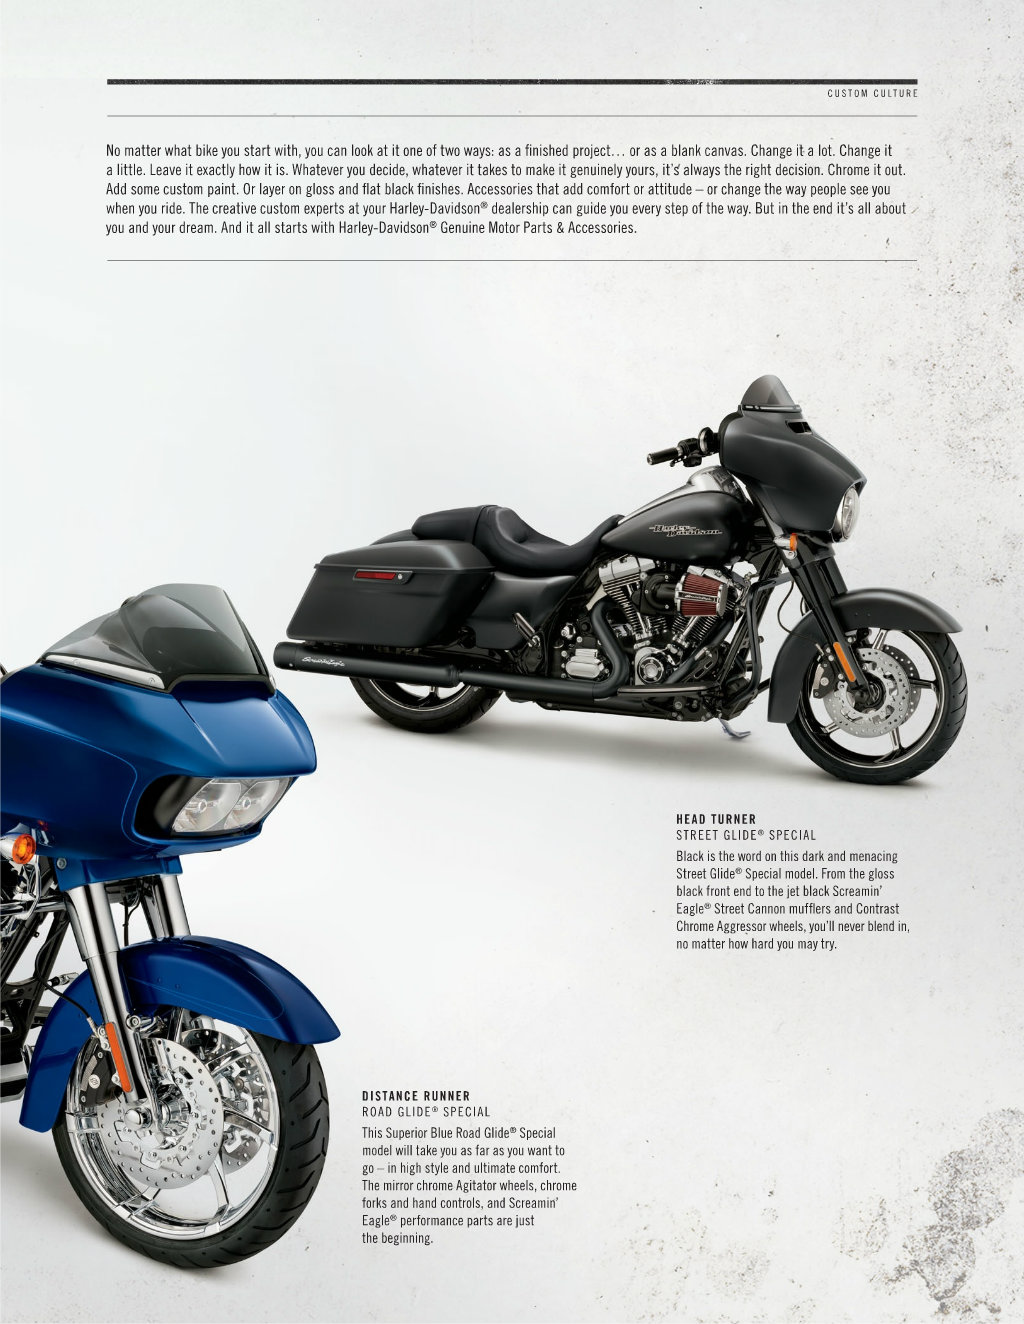 CUSTOM CULTURE
No matter what bike you start with, you can look at it one of two ways: as a finished project… or as a blank canvas. Change it a lot. Change it
a little. Leave it exactly how it is. Whatever you decide, whatever it takes to make it genuinely yours, it’s always the right decision. Chrome it out.
Add some custom paint. Or layer on gloss and flat black finishes. Accessories that add comfort or attitude – or change the way people see you
when you ride. The creative custom experts at your Harley-Davidson® dealership can guide you every step of the way. But in the end it’s all about
you and your dream. And it all starts with Harley-Davidson® Genuine Motor Parts & Accessories.
Harley-
Davidson
Screamin' Eagle
HEAD TURNER
STREET GLIDE® SPECIAL
Black is the word on this dark and menacing
Street Glide® Special model. From the gloss
black front end to the jet black Screamin’
Eagle® Street Cannon mufflers and Contrast
Chrome Aggressor wheels, you’ll never blend in,
no matter how hard you may try.
DISTANCE RUNNER
ROAD GLIDE® SPECIAL
This Superior Blue Road Glide® Special
model will take you as far as you want to
go – in high style and ultimate comfort.
The mirror chrome Agitator wheels, chrome
forks and hand controls, and Screamin’
Eagle® performance parts are just
the beginning.